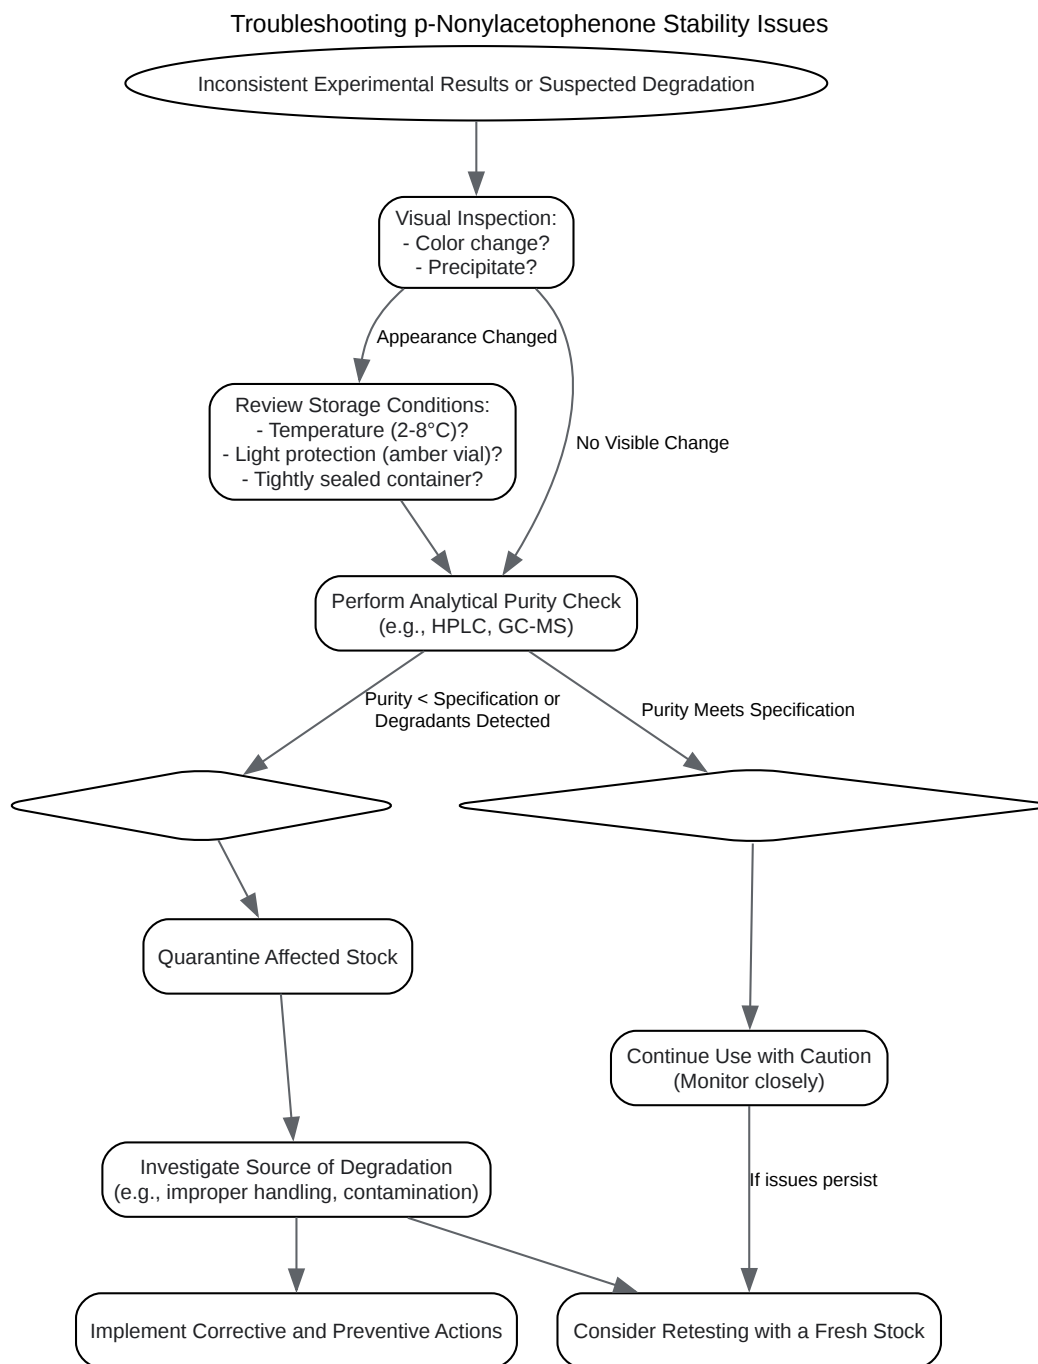 Troubleshooting p-Nonylacetophenone Stability Issues
Inconsistent Experimental Results or Suspected Degradation
Visual Inspection:
- Color change?
- Precipitate?
Appearance Changed
Review Storage Conditions:
- Temperature (2-8°C)?
- Light protection (amber vial)?
- Tightly sealed container?
No Visible Change
Perform Analytical Purity Check
(e.g., HPLC, GC-MS)
Purity < Specification or
Degradants Detected
Purity Meets Specification
Quarantine Affected Stock
Continue Use with Caution
(Monitor closely)
Investigate Source of Degradation
(e.g., improper handling, contamination)
If issues persist
Implement Corrective and Preventive Actions
Consider Retesting with a Fresh Stock